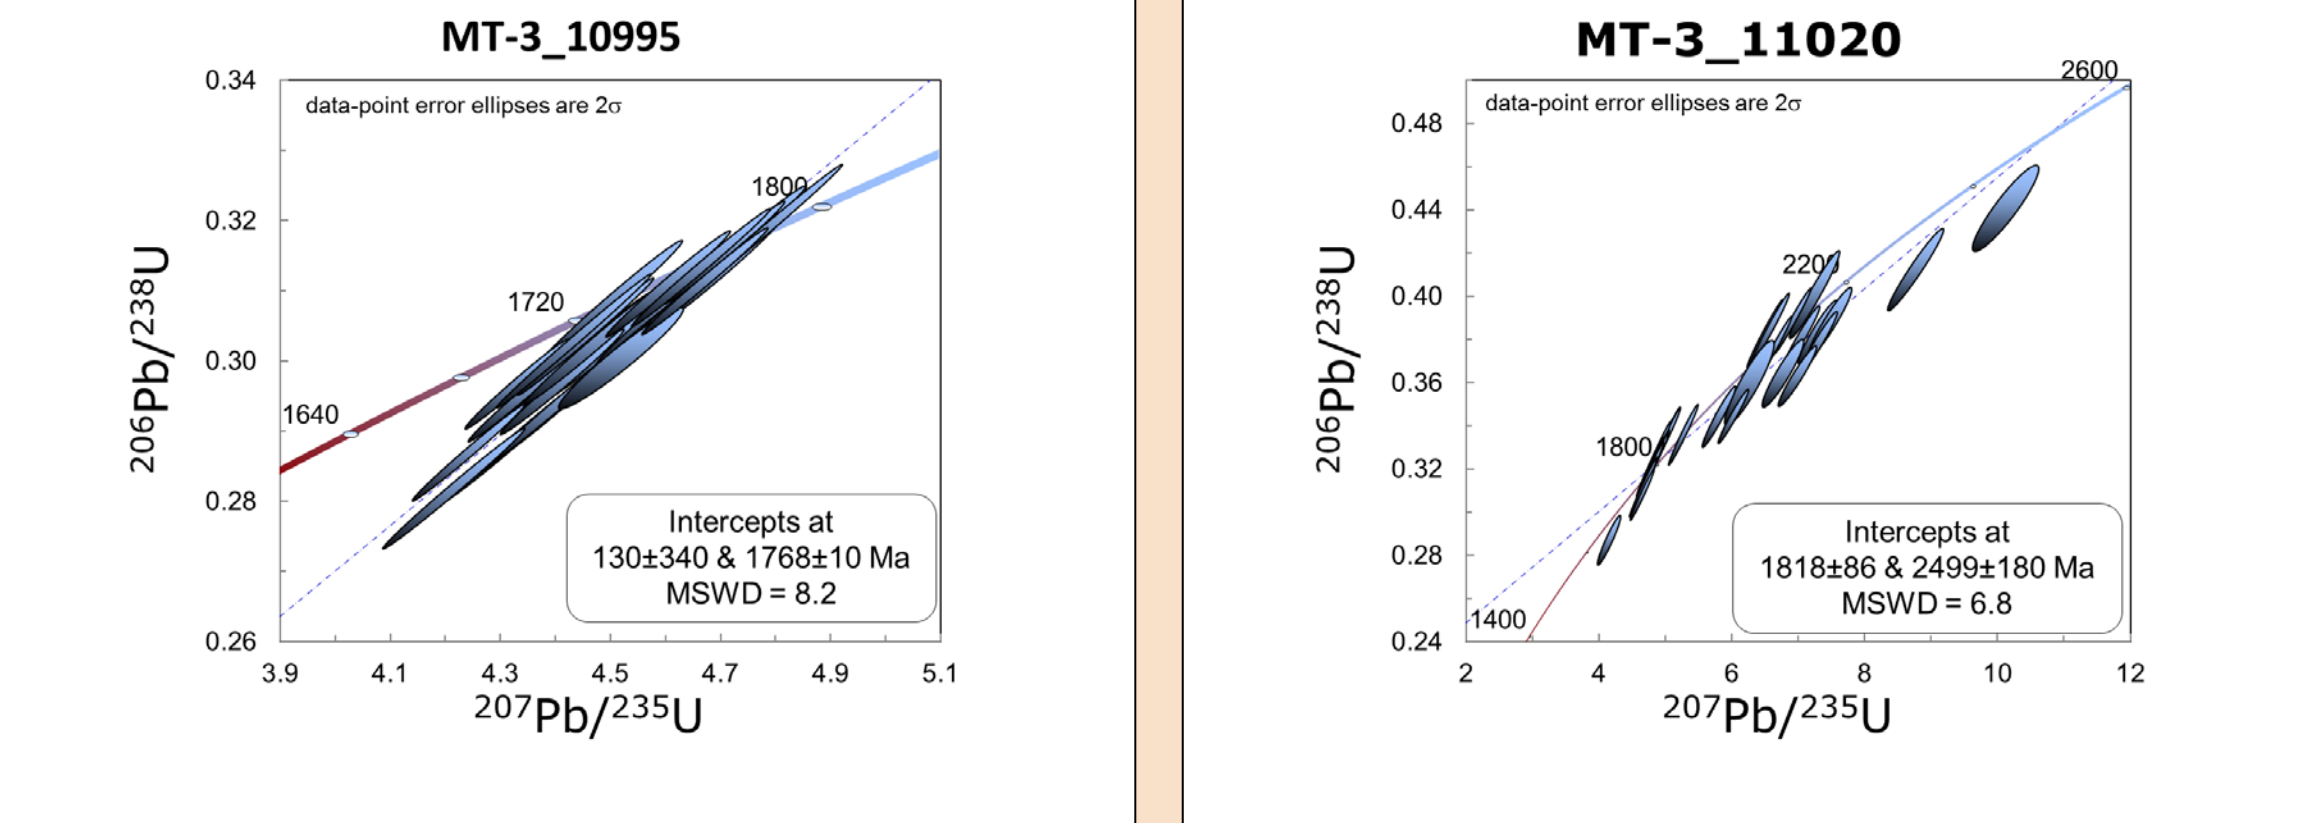 MT-3_10995
0.34
data-point error ellipses are 2σ
1800
0.32
1720
0.30
1640
0.28
0.26
206Pb/238U
Intercepts at
130±340 & 1768±10 Ma
MSWD = 8.2
3.9 4.1 4.3 4.5 4.7 4.9 5.1
207Pb/235U
MT-3_11020
2600
data-point error ellipses are 2σ
0.48
0.44
2200
0.40
0.36
1800
0.32
0.28
1400
0.24
206Pb/238U
Intercepts at
1818±86 & 2499±180 Ma
MSWD = 6.8
2 4 6 8 10 12
207Pb/235U